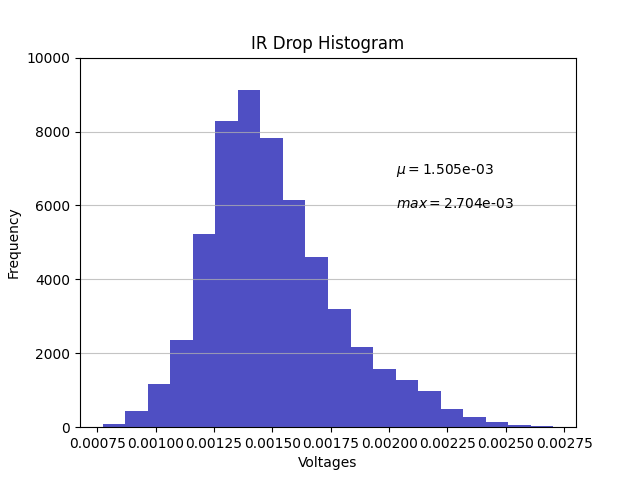 IR Drop Histogram
10000
8000
6000
4000
2000
0
Frequency
μ = 1.505e-03
max = 2.704e-03
0.00075 0.00100 0.00125 0.00150 0.00175 0.00200 0.00225 0.00250 0.00275
Voltages